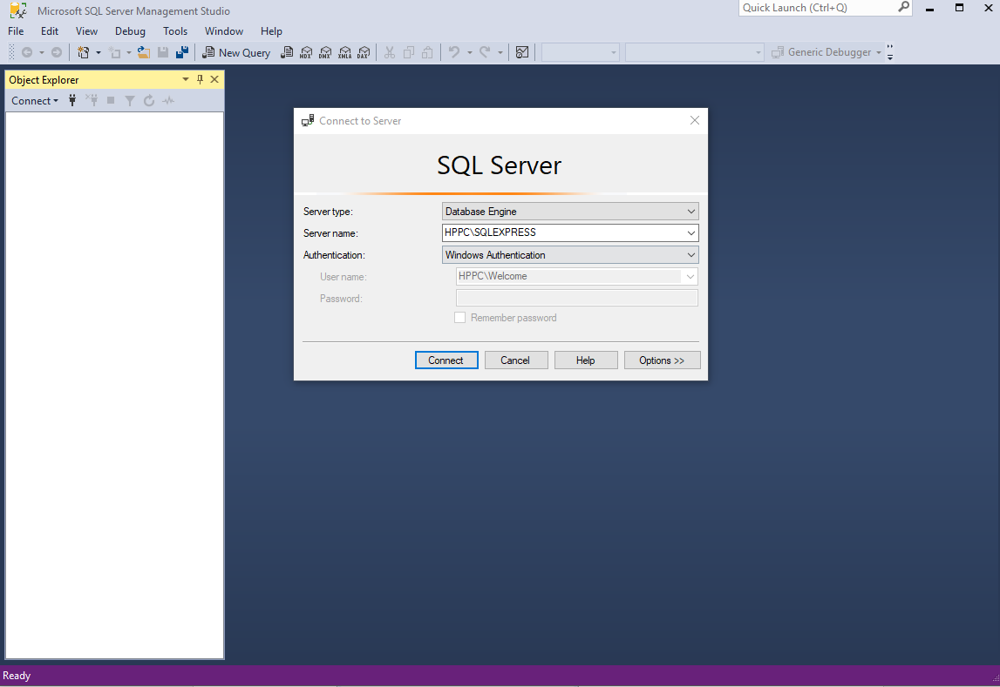 Microsoft SQL Server Management Studio
Quick Launch (Ctrl+Q)
File Edit View Debug Tools Window Help
New Query MDX DMX XMLA DAX Generic Debugger
Object Explorer
Connect
Connect to Server
SQL Server
Server type: Database Engine
Server name: HPPC\SQLEXPRESS
Authentication: Windows Authentication
User name: HPPC\Welcome
Password:
Remember password
Connect Cancel Help Options >>
Ready